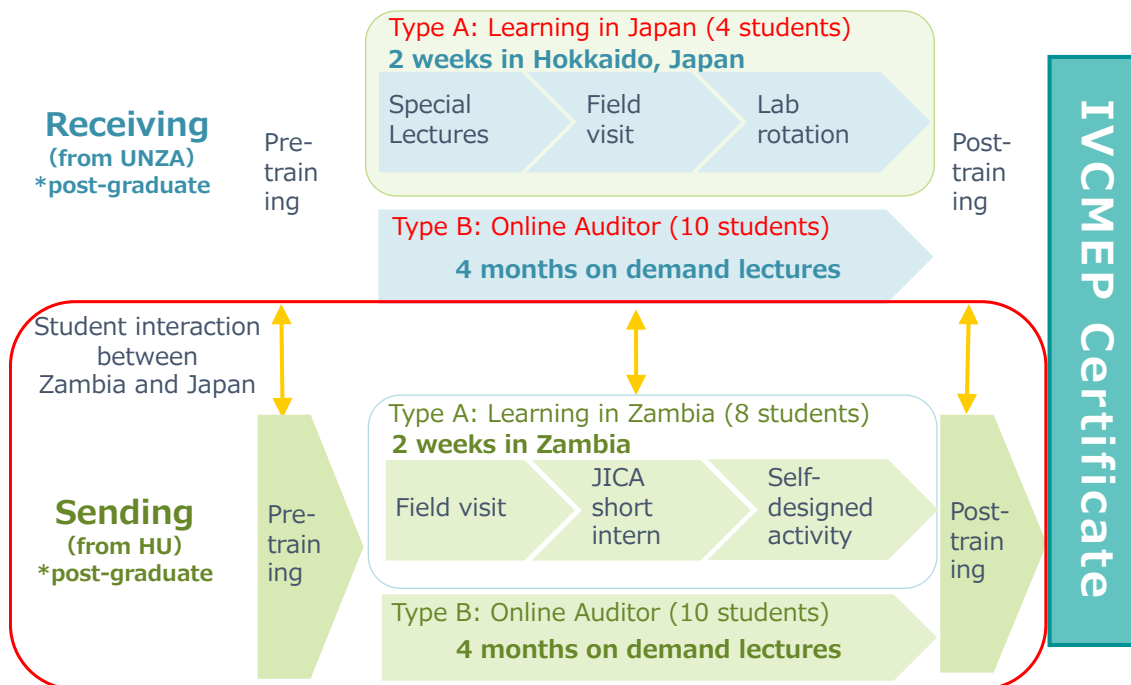 Type A: Learning in Japan (4 students)
2 weeks in Hokkaido, Japan
Special
Lectures
Field
visit
Lab
rotation
Receiving
（from UNZA）
*post-graduate
Pre-
train
ing
Post-
train
ing
Type B: Online Auditor (10 students)
4 months on demand lectures
Student interaction
between
Zambia and Japan
Type A: Learning in Zambia (8 students)
2 weeks in Zambia
Field visit
JICA
short
intern
Self-
designed
activity
Sending
（from HU）
*post-graduate
Pre-
train
ing
Post-
train
ing
Type B: Online Auditor (10 students)
4 months on demand lectures
IVCMEP Certificate